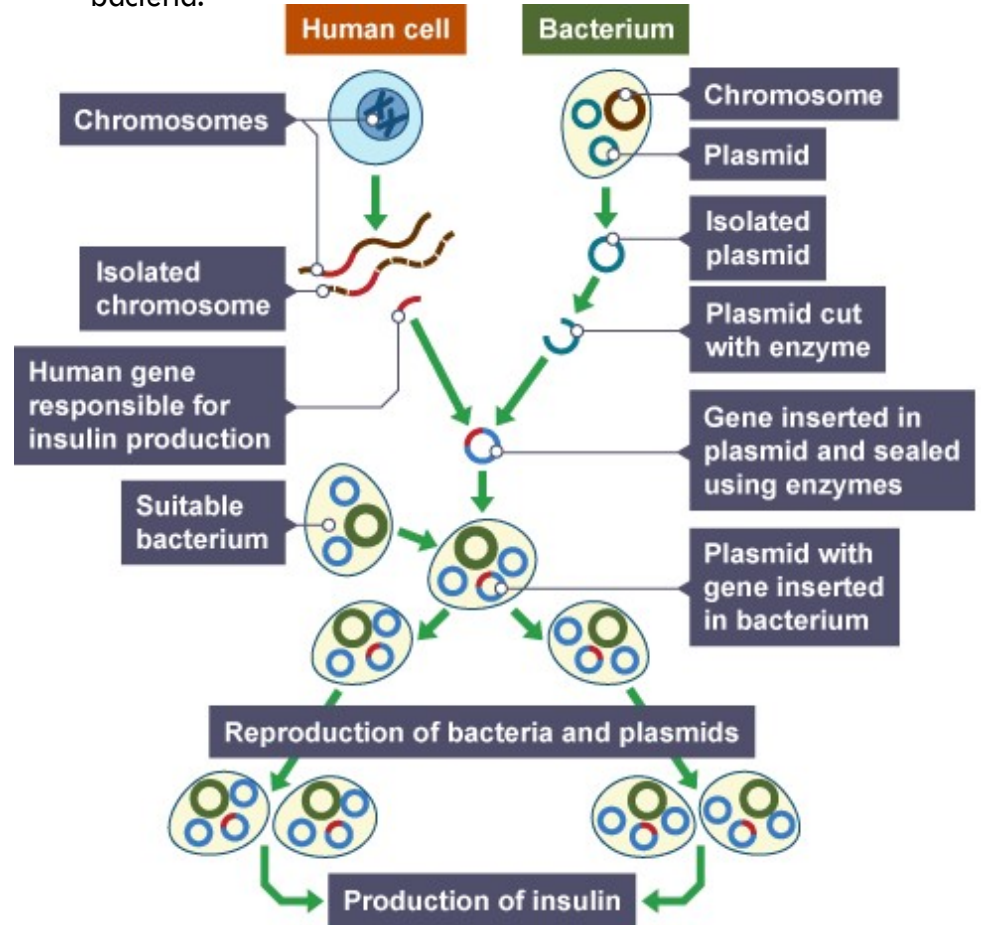 Human cell
Bacterium
Chromosomes
Chromosome
Plasmid
Isolated
plasmid
Isolated
chromosome
Plasmid cut
with enzyme
Human gene
responsible for
insulin production
Gene inserted in
plasmid and sealed
using enzymes
Suitable
bacterium
Plasmid with
gene inserted
in bacterium
Reproduction of bacteria and plasmids
Production of insulin